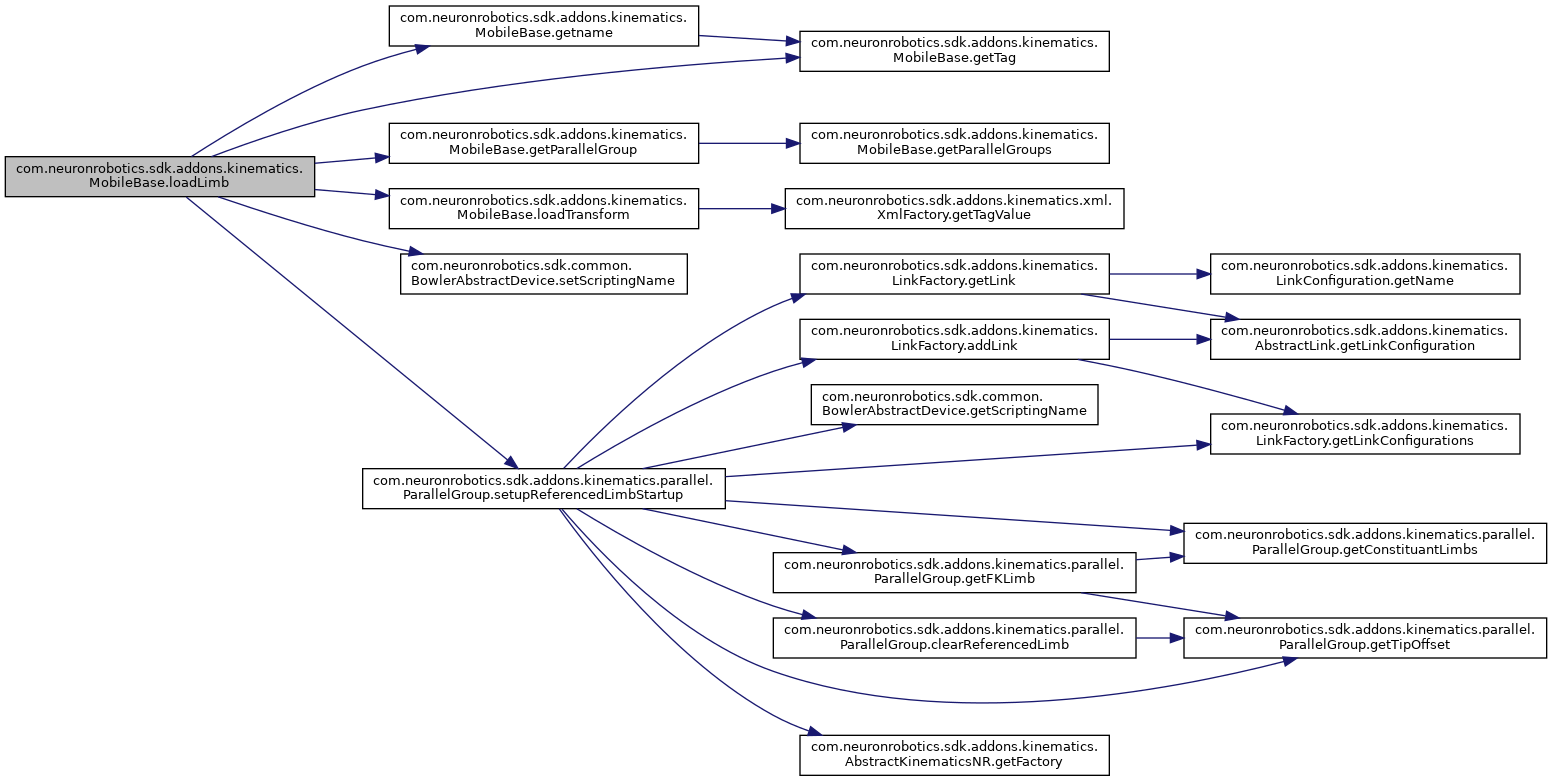 com.neuronrobotics.sdk.addons.kinematics.
MobileBase.loadLimb
com.neuronrobotics.sdk.addons.kinematics.
MobileBase.getname
com.neuronrobotics.sdk.addons.kinematics.
MobileBase.getTag
com.neuronrobotics.sdk.addons.kinematics.
MobileBase.getParallelGroup
com.neuronrobotics.sdk.addons.kinematics.
MobileBase.getParallelGroups
com.neuronrobotics.sdk.addons.kinematics.
MobileBase.loadTransform
com.neuronrobotics.sdk.addons.kinematics.xml.
XmlFactory.getTagValue
com.neuronrobotics.sdk.common.
BowlerAbstractDevice.setScriptingName
com.neuronrobotics.sdk.addons.kinematics.parallel.
ParallelGroup.setupReferencedLimbStartup
com.neuronrobotics.sdk.addons.kinematics.
LinkFactory.getLink
com.neuronrobotics.sdk.addons.kinematics.
LinkConfiguration.getName
com.neuronrobotics.sdk.addons.kinematics.
LinkFactory.addLink
com.neuronrobotics.sdk.addons.kinematics.
AbstractLink.getLinkConfiguration
com.neuronrobotics.sdk.common.
BowlerAbstractDevice.getScriptingName
com.neuronrobotics.sdk.addons.kinematics.
LinkFactory.getLinkConfigurations
com.neuronrobotics.sdk.addons.kinematics.parallel.
ParallelGroup.getFKLimb
com.neuronrobotics.sdk.addons.kinematics.parallel.
ParallelGroup.getConstituantLimbs
com.neuronrobotics.sdk.addons.kinematics.parallel.
ParallelGroup.clearReferencedLimb
com.neuronrobotics.sdk.addons.kinematics.parallel.
ParallelGroup.getTipOffset
com.neuronrobotics.sdk.addons.kinematics.
AbstractKinematicsNR.getFactory